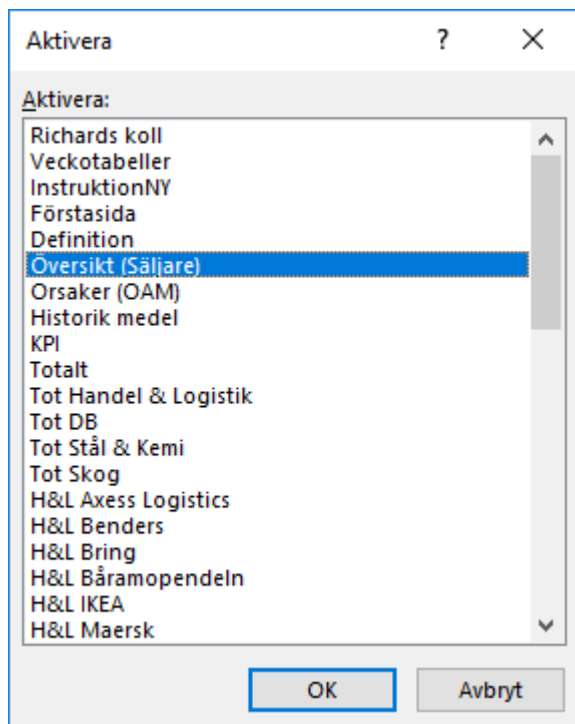 Aktivera
?
Aktivera:
Richards koll
Veckotabeller
InstruktionNY
Förstasida
Definition
Översikt (Säljare)
Orsaker (OAM)
Historik medel
KPI
Totalt
Tot Handel & Logistik
Tot DB
Tot Stål & Kemi
Tot Skog
H&L Axess Logistics
H&L Benders
H&L Bring
H&L Båramopendeln
H&L IKEA
H&L Maersk
OK
Avbryt